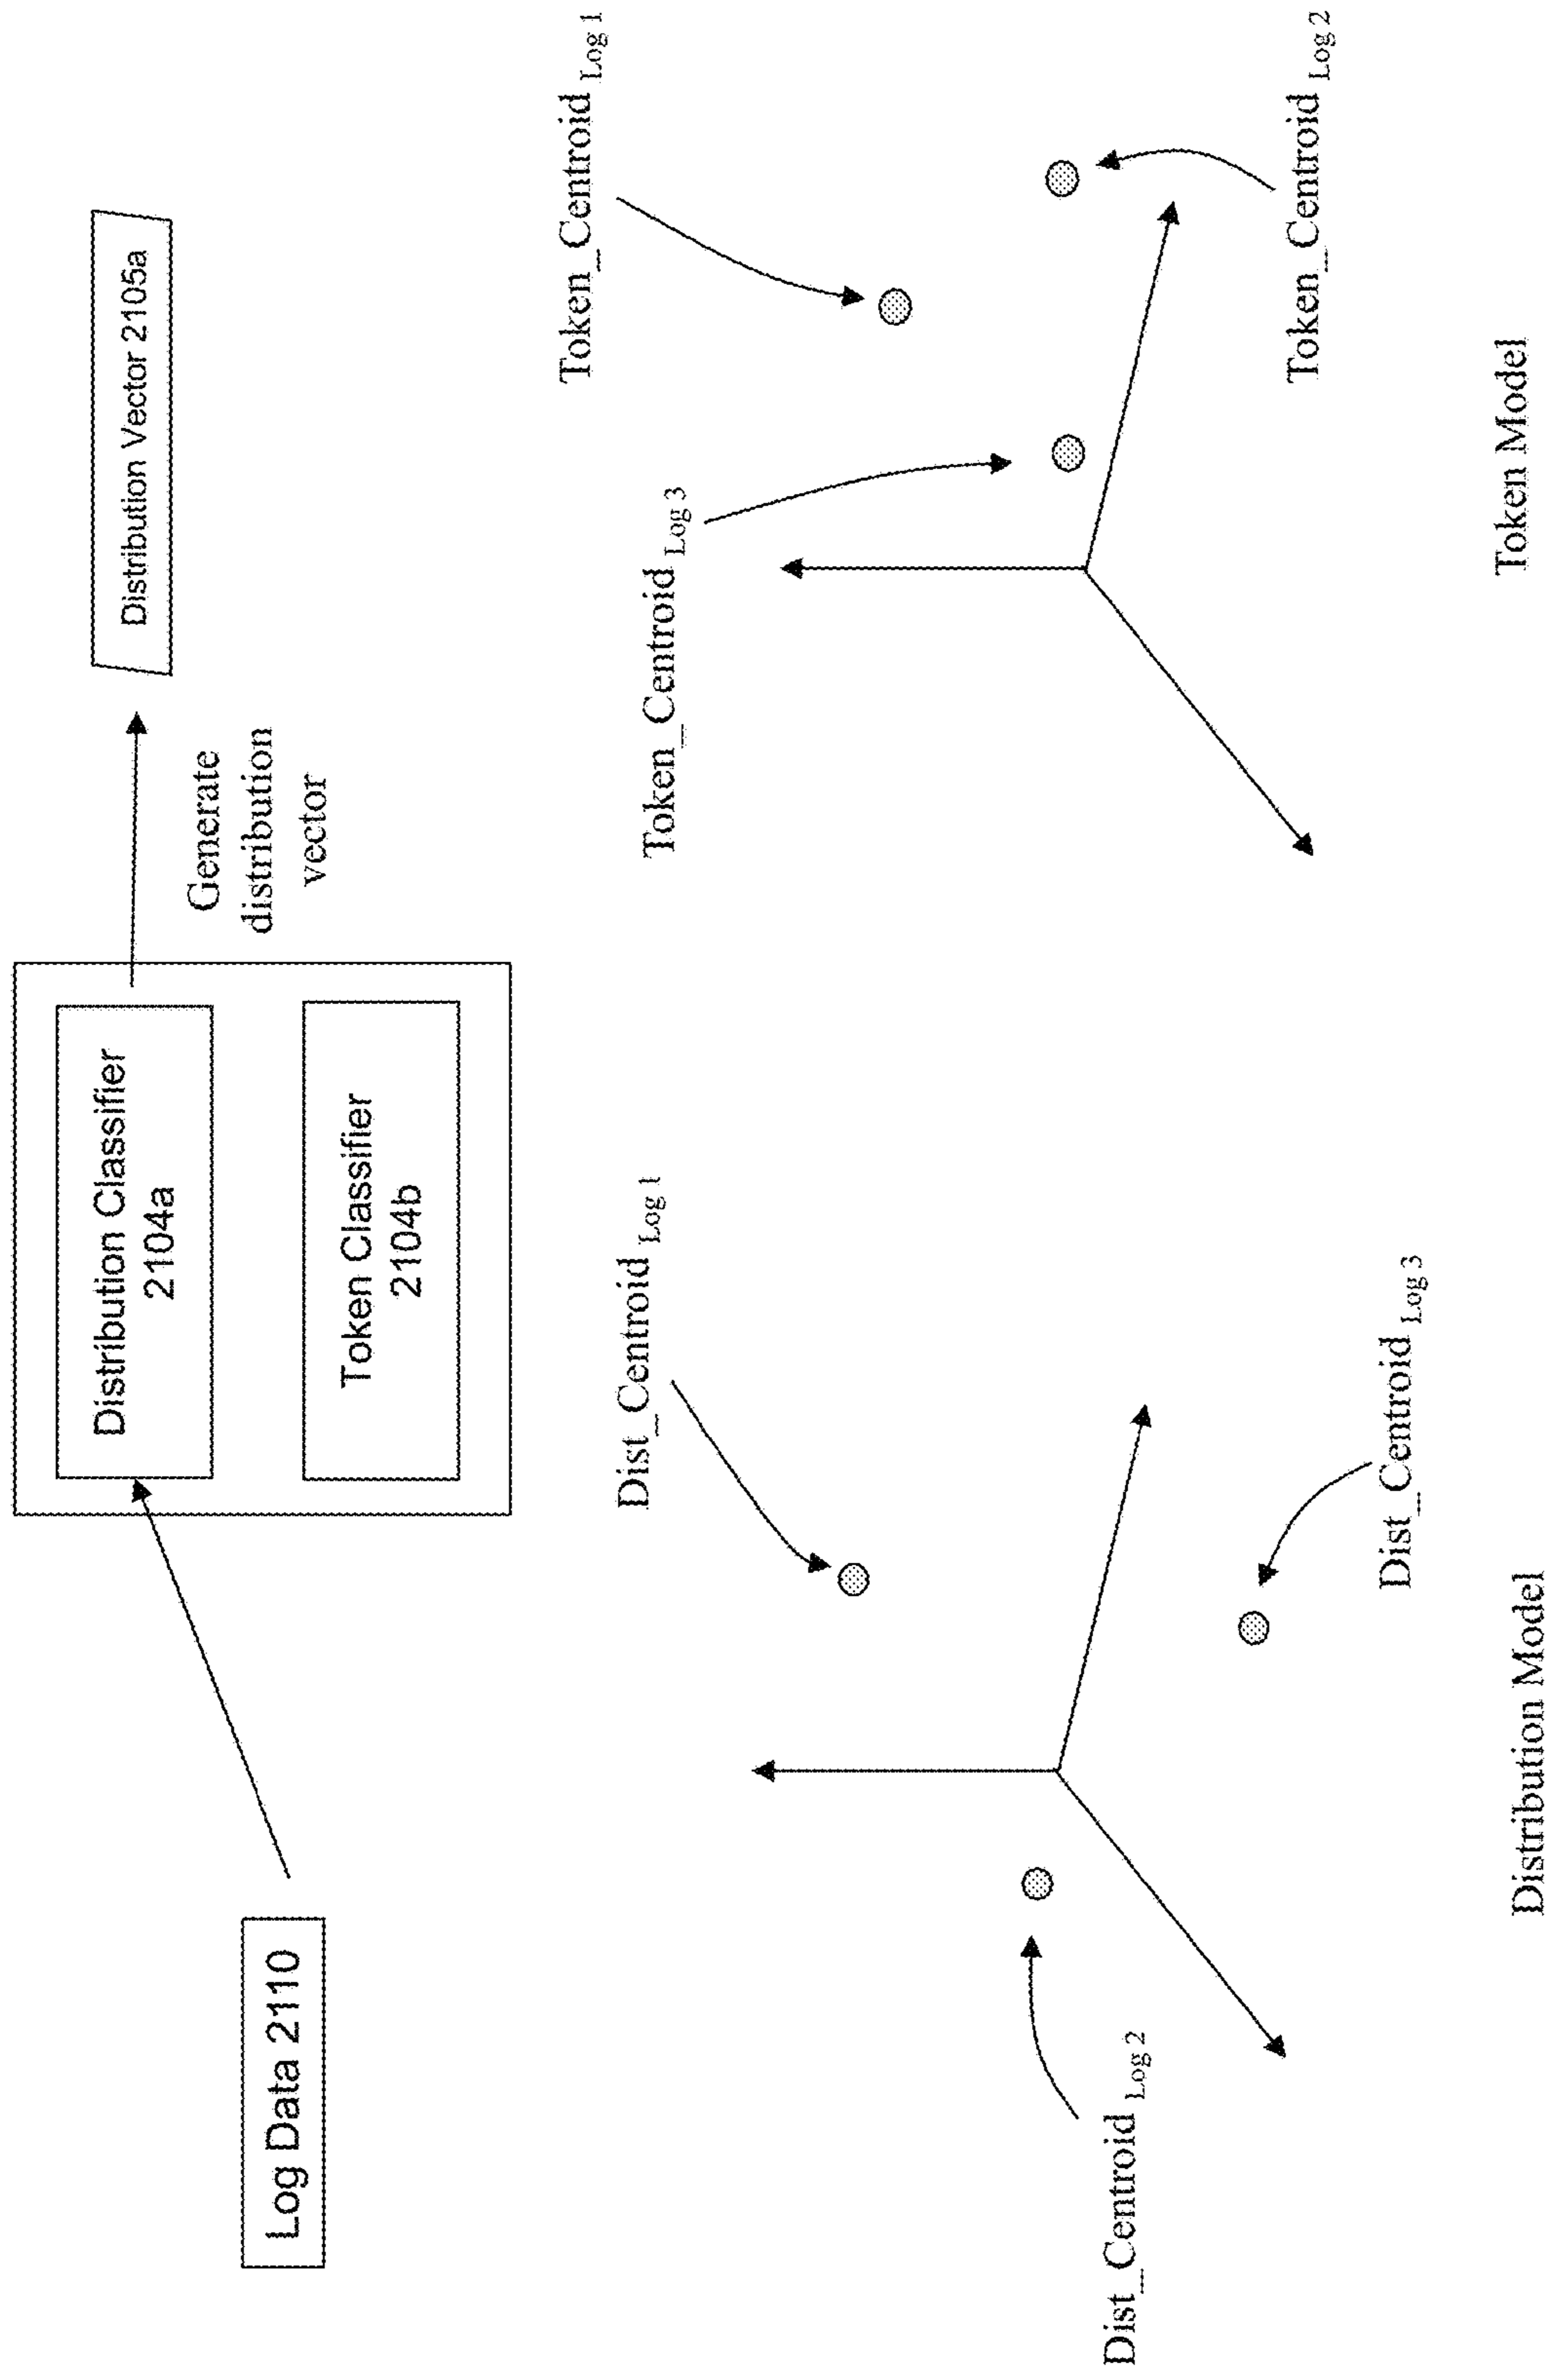 Log Data 2110
Distribution Classifier
2104a
Token Classifier
2104b
Generate
distribution
vector
Distribution Vector 2105a
Dist_Centroid Log 1
Dist_Centroid Log 2
Dist_Centroid Log 3
Distribution Model
Token_Centroid Log 1
Token_Centroid Log 3
Token_Centroid Log 2
Token Model